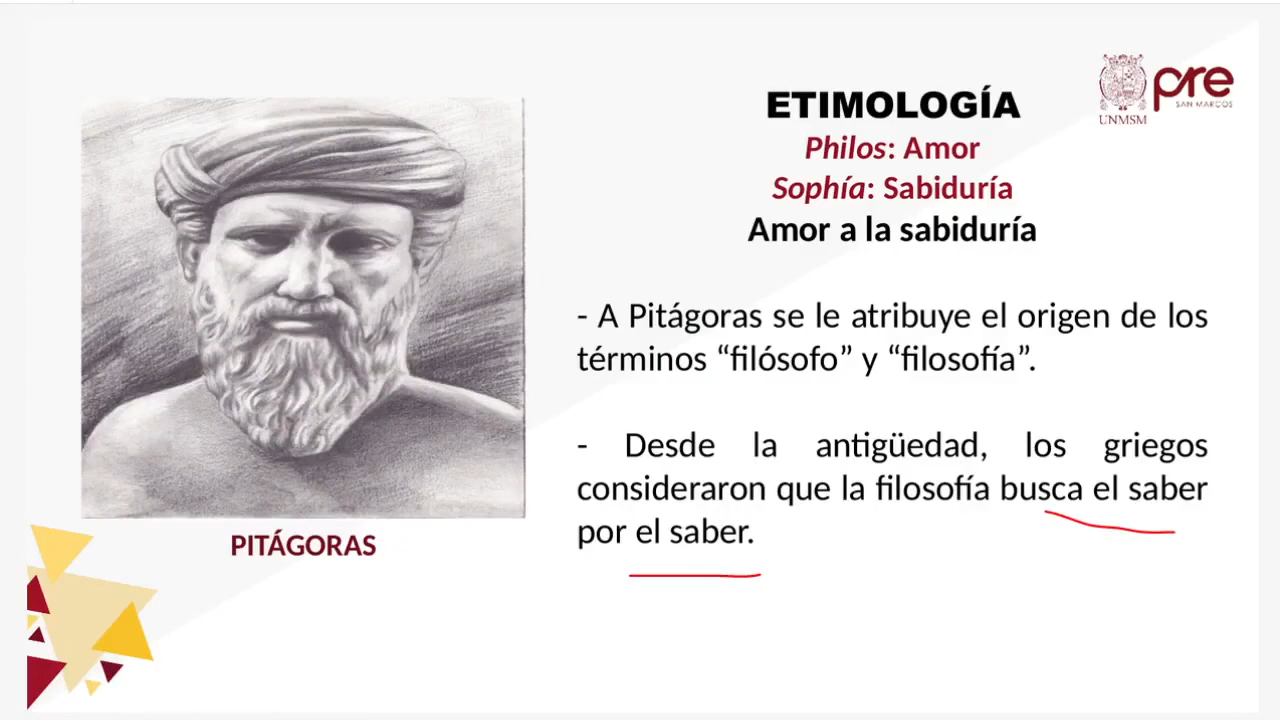 pre
SAN MARCOS
UNMSM
ETIMOLOGÍA
Philos: Amor
Sophía: Sabiduría
Amor a la sabiduría
- A Pitágoras se le atribuye el origen de los
términos “filósofo” y “filosofía”.
- Desde la antigüedad, los griegos
consideraron que la filosofía busca el saber
por el saber.
PITÁGORAS